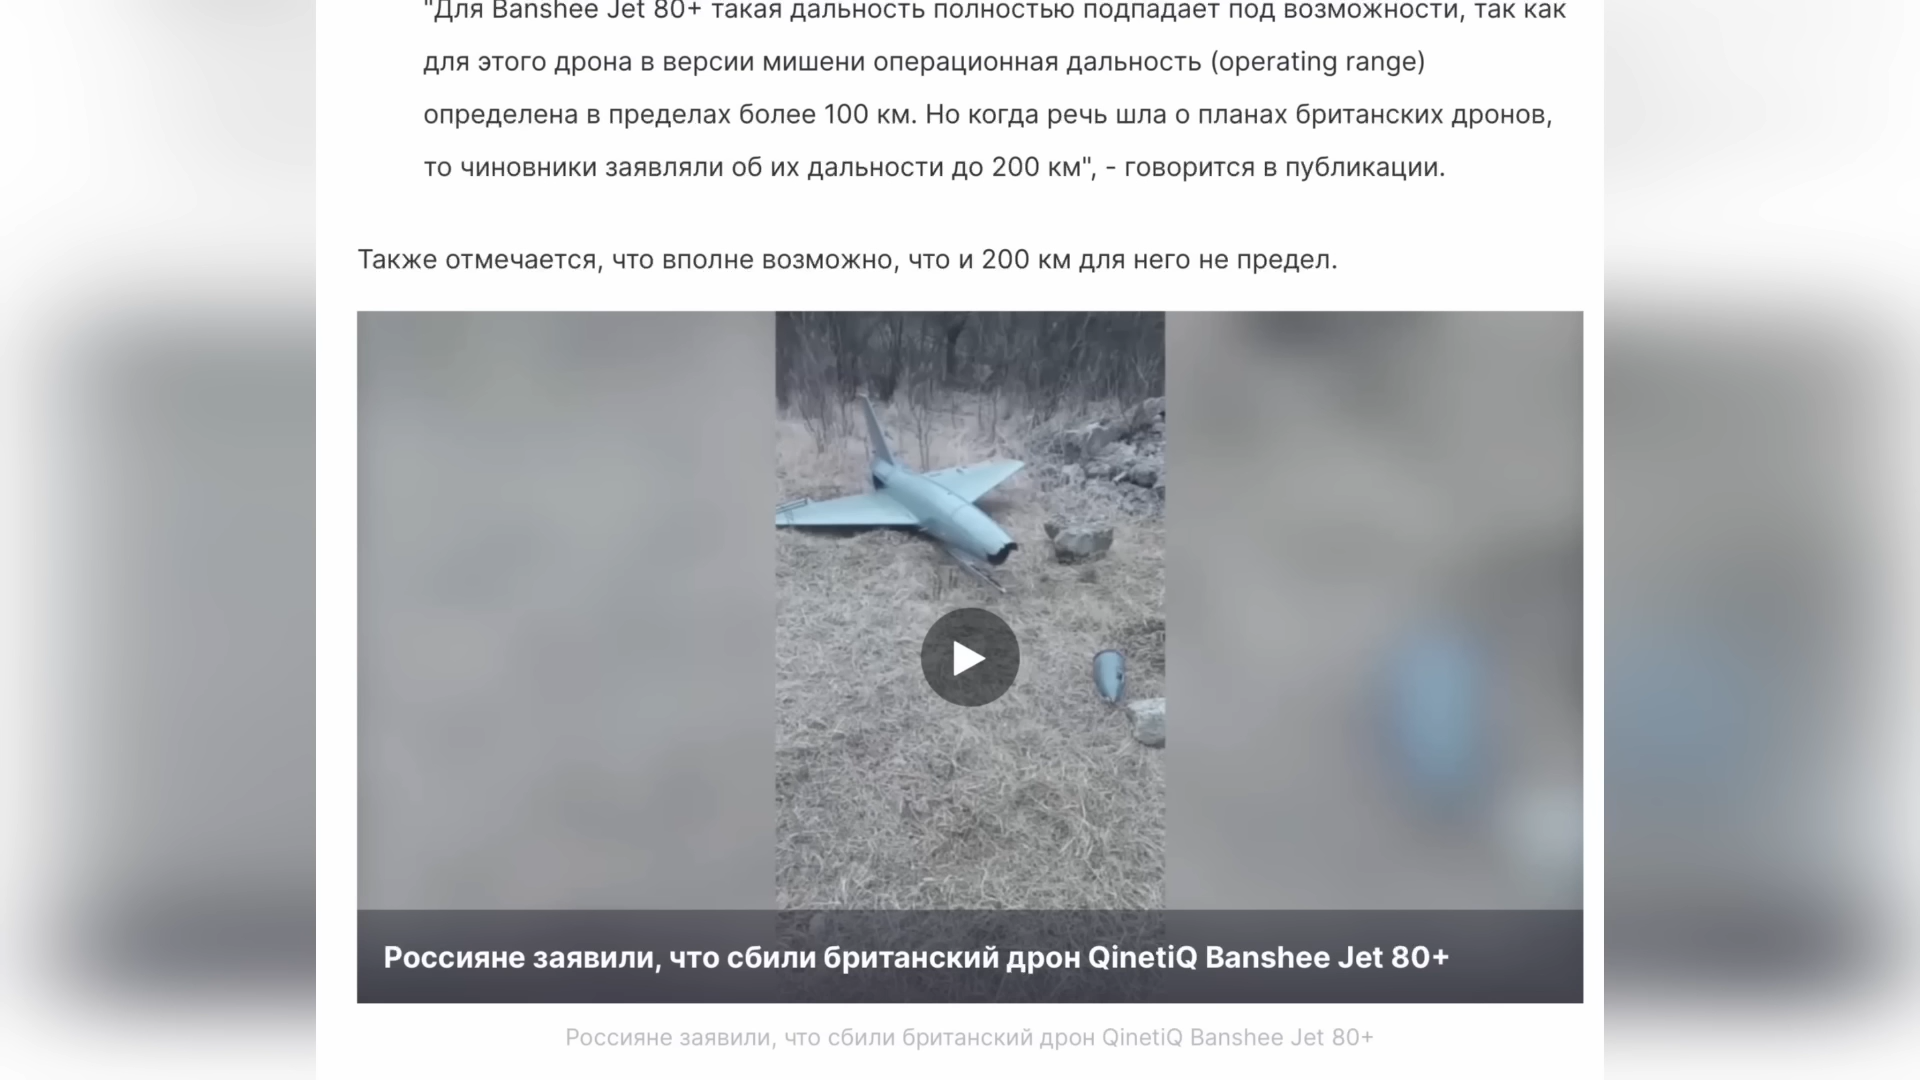 "Для Banshee Jet 80+ такая дальность полностью подпадает под возможности, так как
для этого дрона в версии мишени операционная дальность (operating range)
определена в пределах более 100 км. Но когда речь шла о планах британских дронов,
то чиновники заявляли об их дальности до 200 км", - говорится в публикации.
Также отмечается, что вполне возможно, что и 200 км для него не предел.
Россияне заявили, что сбили британский дрон QinetiQ Banshee Jet 80+
Россияне заявили, что сбили британский дрон QinetiQ Banshee Jet 80+